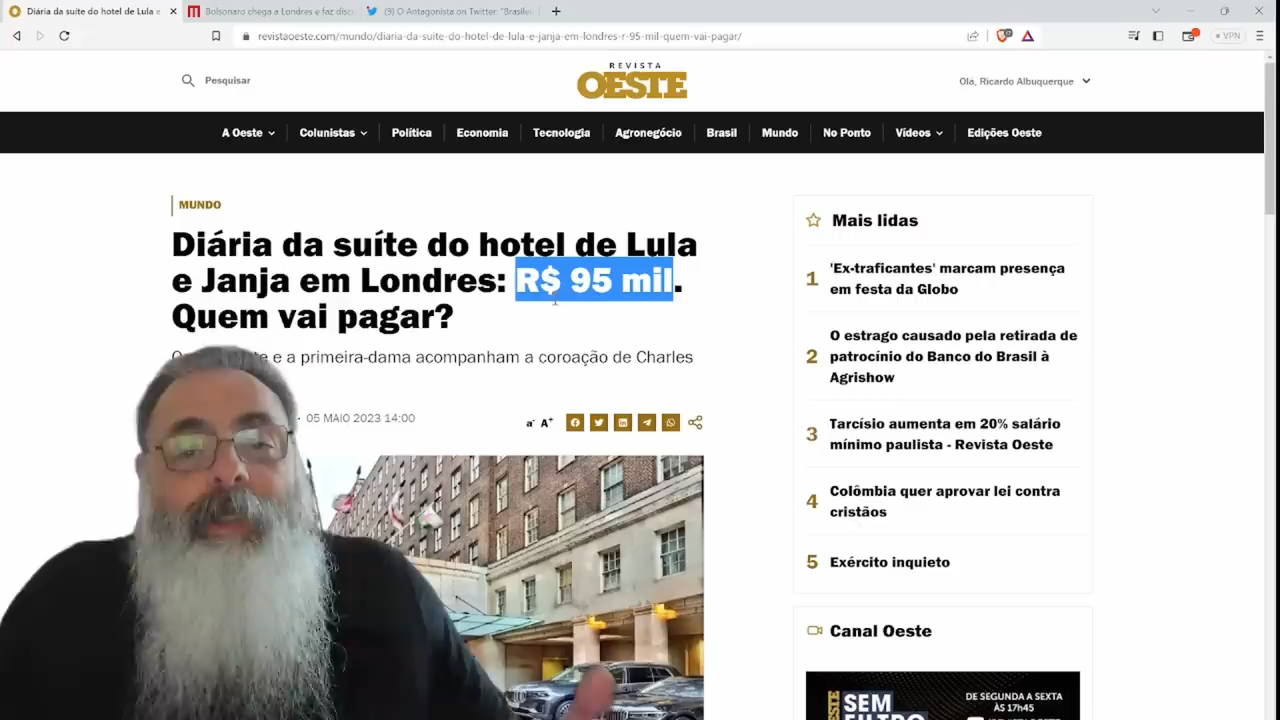 Diária da suíte do hotel de Lula e
Bolsonaro chega a Londres e faz disc
(9) O Antagonista on Twitter: "Brasile
revistaoeste.com/mundo/diaria-da-suite-do-hotel-de-lula-e-janja-em-londres-r-95-mil-quem-vai-pagar/
VPN
Pesquisar
REVISTA
OESTE
Olá, Ricardo Albuquerque
A Oeste
Colunistas
Política
Economia
Tecnologia
Agronegócio
Brasil
Mundo
No Ponto
Vídeos
Edições Oeste
MUNDO
Diária da suíte do hotel de Lula
e Janja em Londres: R$ 95 mil.
Quem vai pagar?
e a primeira-dama acompanham a coroação de Charles
05 MAIO 2023 14:00
a- A+
Mais lidas
1 'Ex-traficantes' marcam presença
em festa da Globo
2 O estrago causado pela retirada de
patrocínio do Banco do Brasil à
Agrishow
3 Tarcísio aumenta em 20% salário
mínimo paulista - Revista Oeste
4 Colômbia quer aprovar lei contra
cristãos
5 Exército inquieto
Canal Oeste
OESTE
SEM
FILTRO
DE SEGUNDA A SEXTA
ÀS 17h45